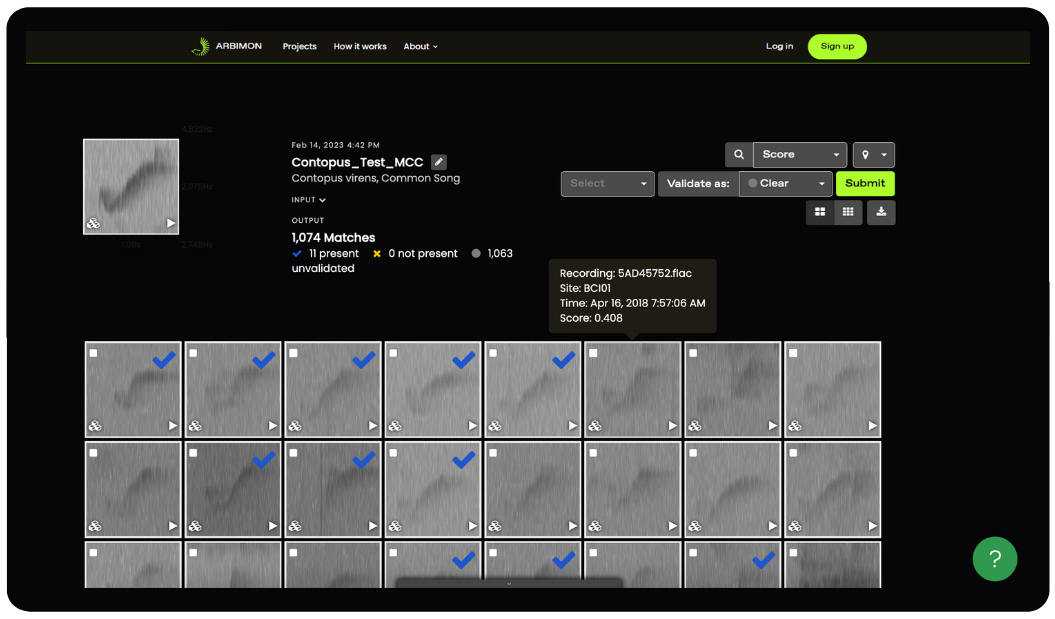 ARBIMON Projects How it works About Log in Sign up
4,822Hz
Feb 14, 2023 4:42 PM
Contopus_Test_MCC
Score
Contopus virens, Common Song
2,075Hz
Select Validate as: Clear Submit
INPUT
OUTPUT
1,074 Matches
2,748Hz
11 present 0 not present 1,063
unvalidated
Recording: 5AD45752.flac
Site: BCI01
Time: Apr 16, 2018 7:57:06 AM
Score: 0.408
?